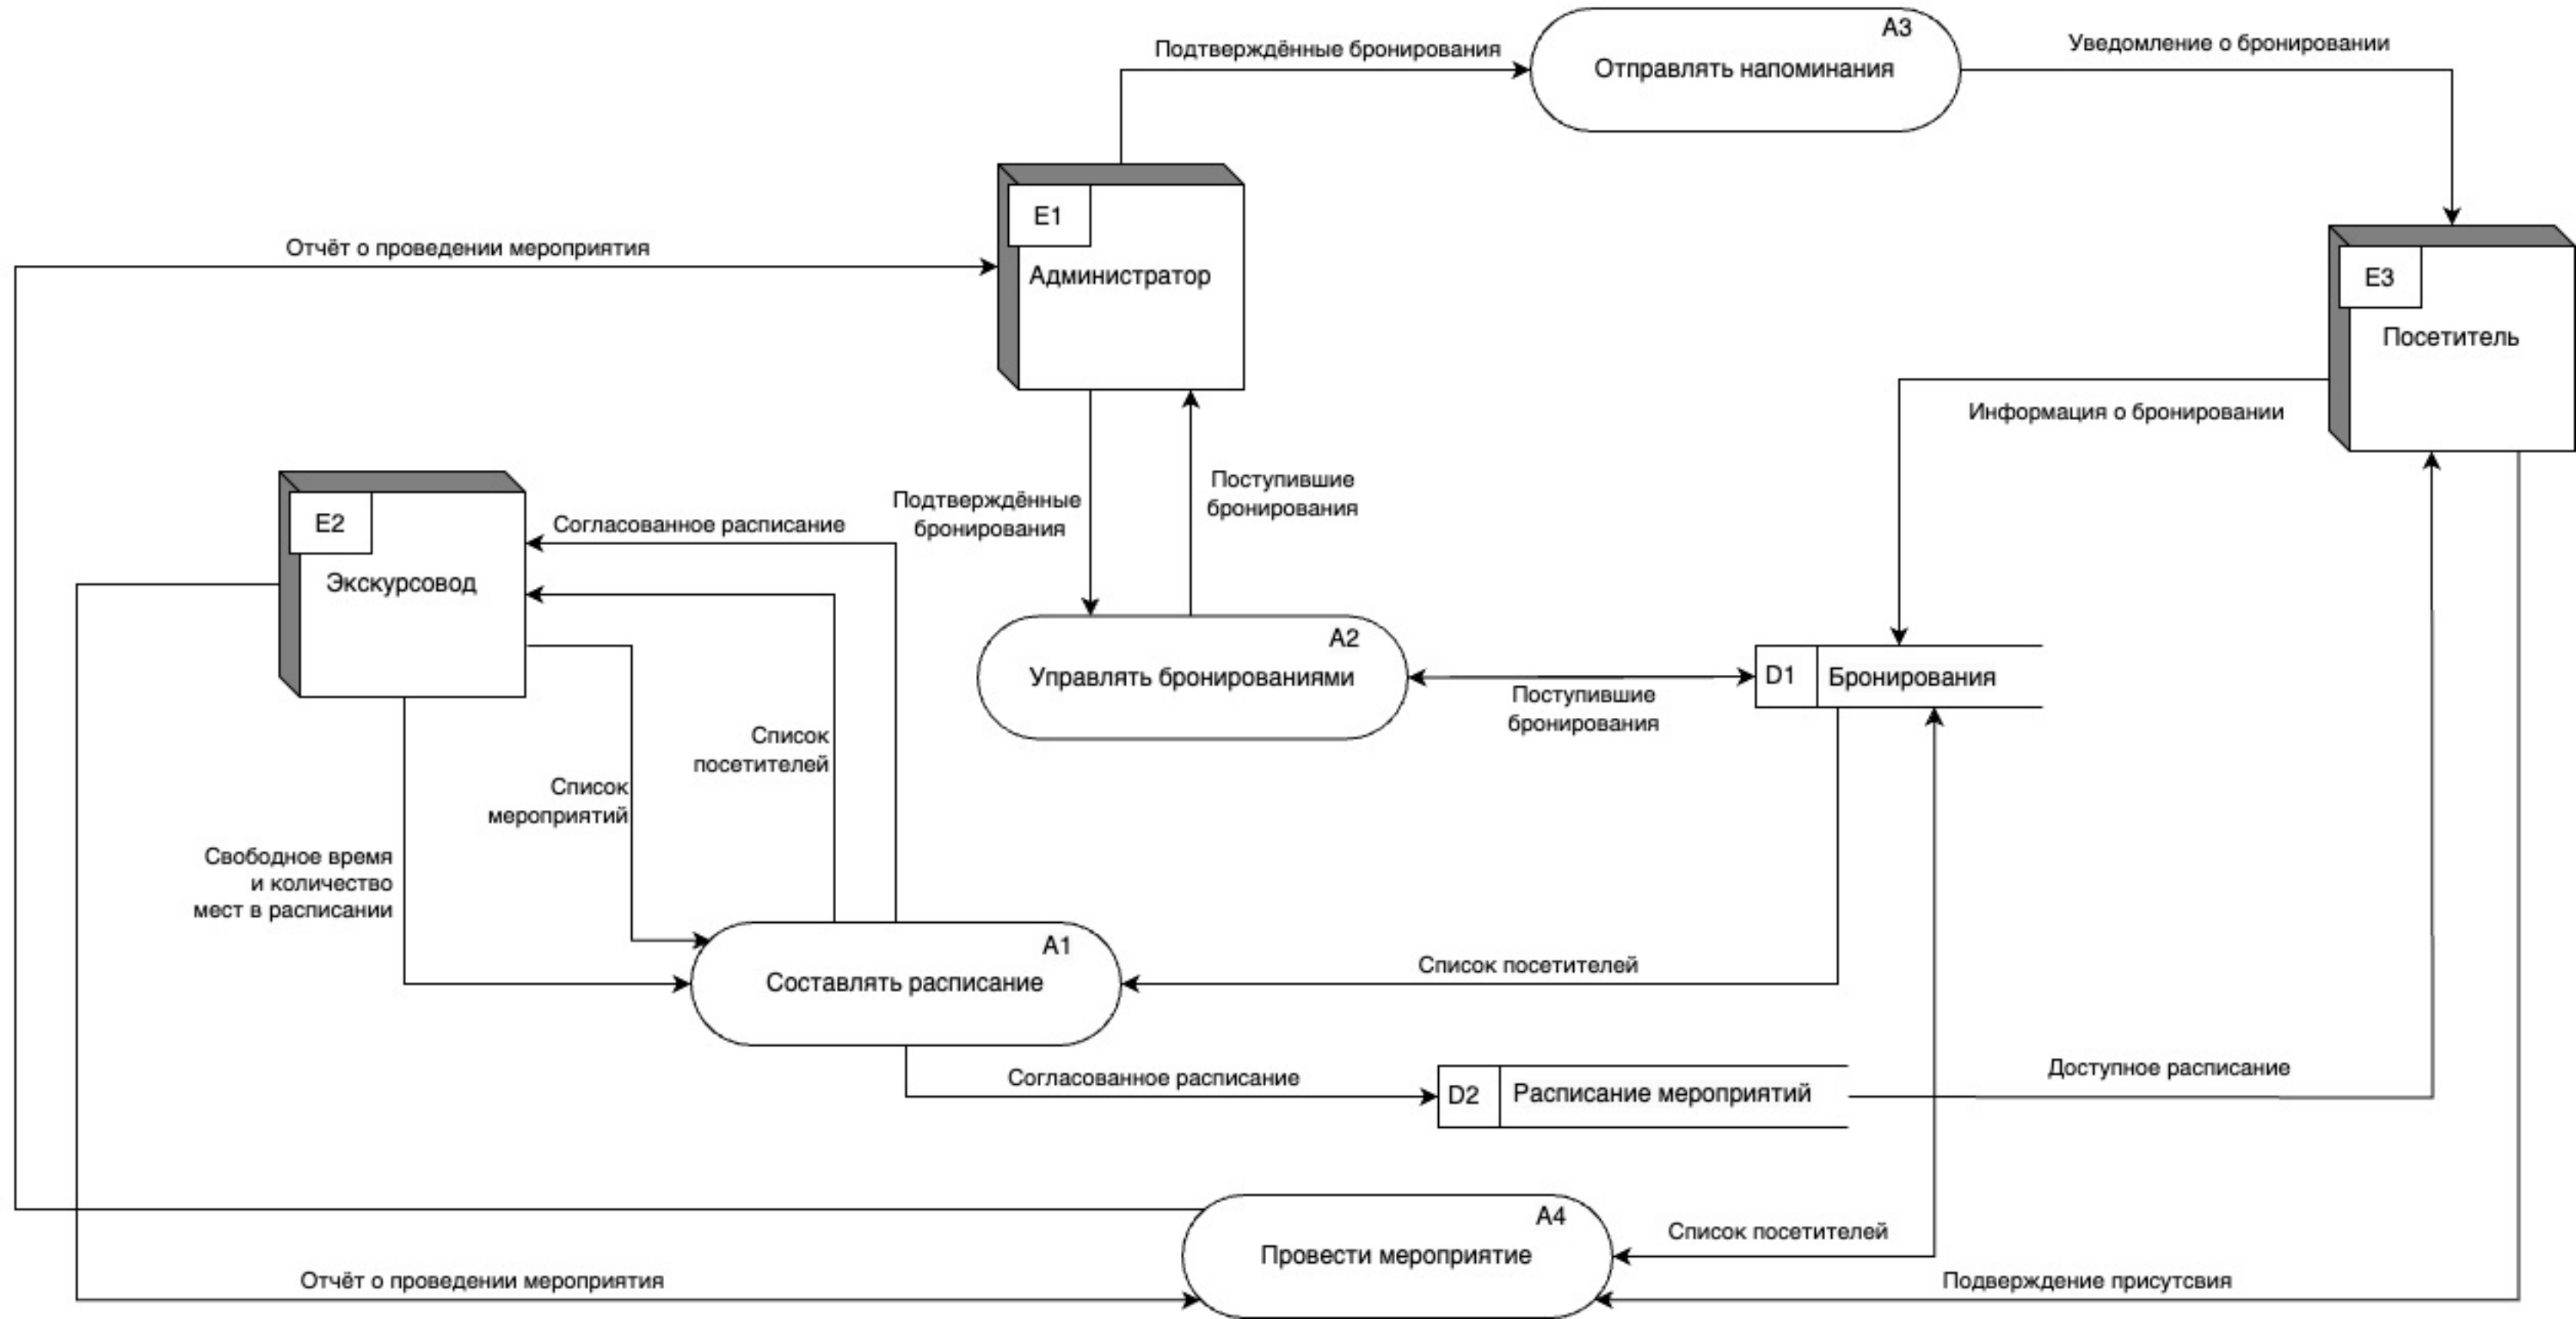 A3
Подтверждённые бронирования
Уведомление о бронировании
Отправлять напоминания
E1
Отчёт о проведении мероприятия
Администратор
E3
Посетитель
Информация о бронировании
Поступившие
бронирования
Подтверждённые
бронирования
E2
Согласованное расписание
Экскурсовод
A2
Управлять бронированиями
D1
Бронирования
Поступившие
бронирования
Список
посетителей
Список
мероприятий
Свободное время
и количество
мест в расписании
A1
Составлять расписание
Список посетителей
Согласованное расписание
D2
Расписание мероприятий
Доступное расписание
A4
Провести мероприятие
Список посетителей
Отчёт о проведении мероприятия
Подверждение присутсвия